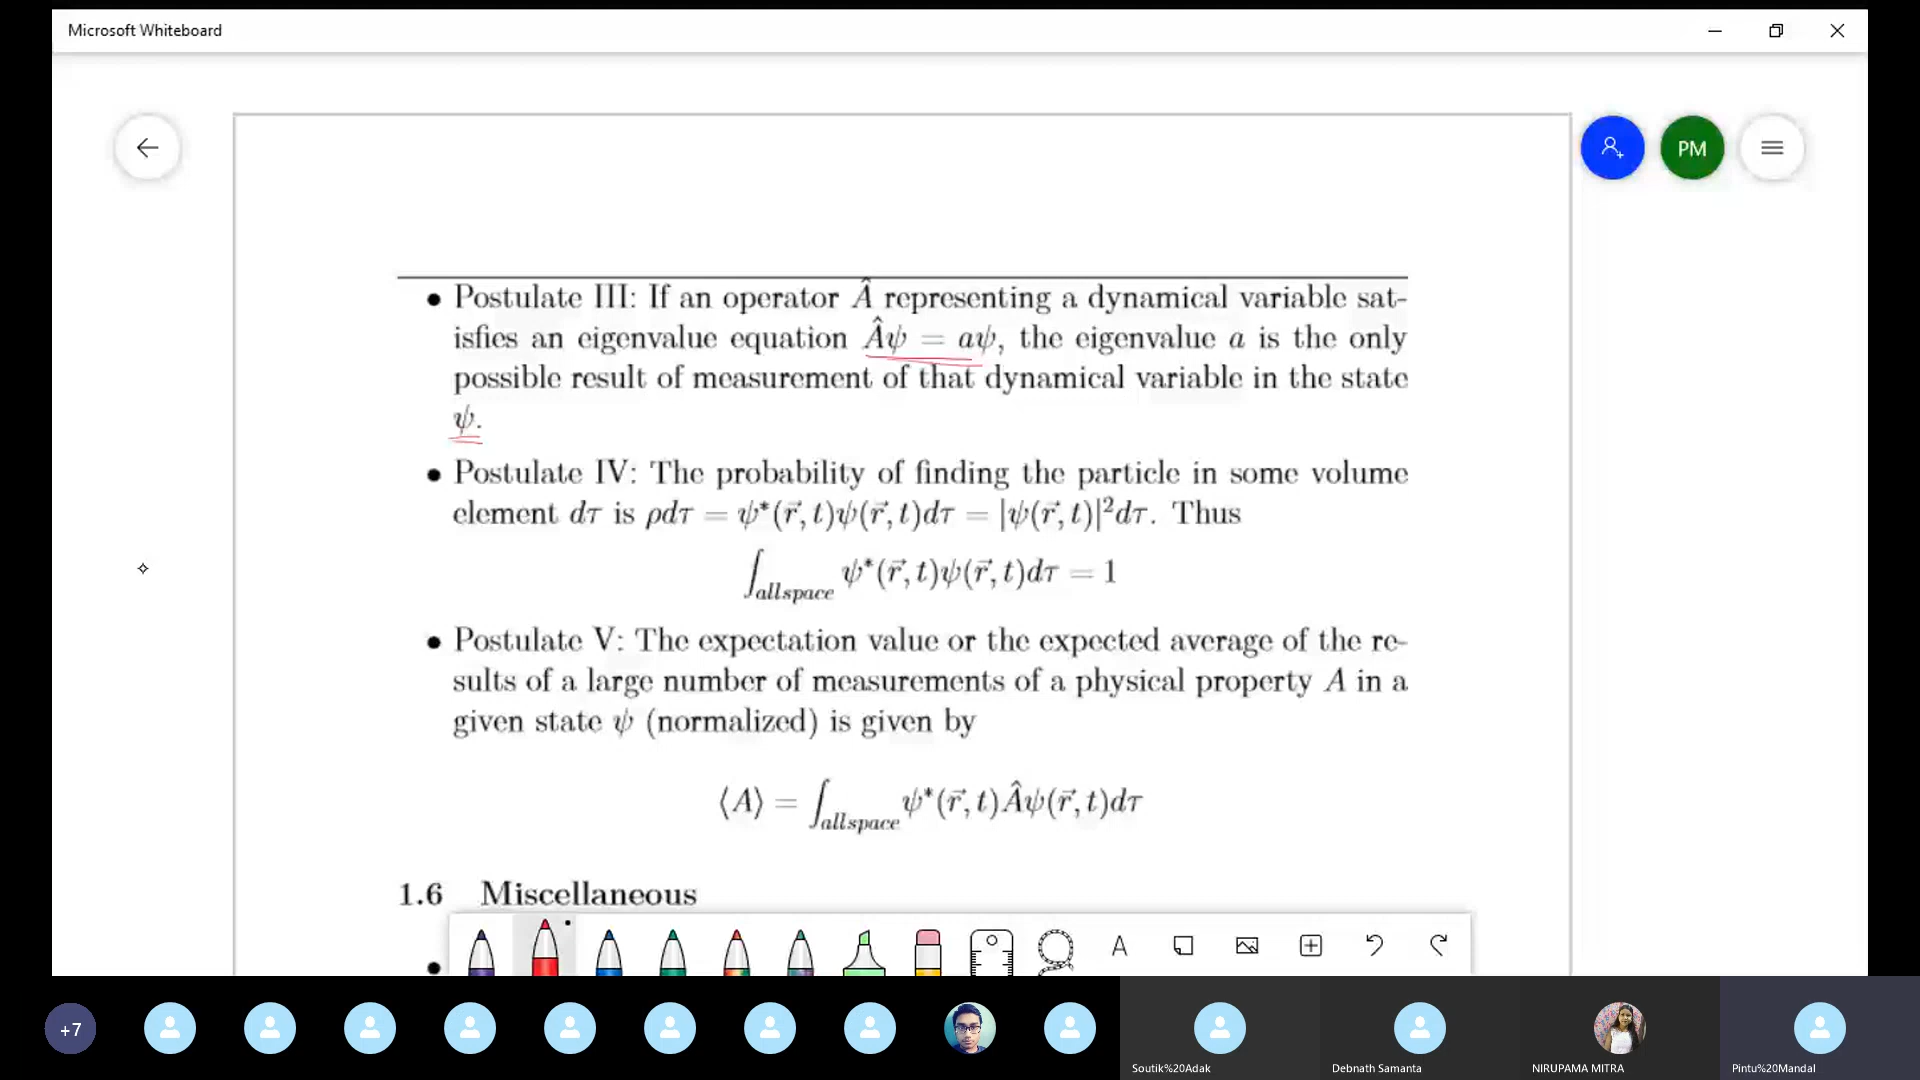 Microsoft Whiteboard
PM
• Postulate III: If an operator Â representing a dynamical variable sat-
isfies an eigenvalue equation Âψ = aψ, the eigenvalue a is the only
possible result of measurement of that dynamical variable in the state
ψ.
• Postulate IV: The probability of finding the particle in some volume
element dτ is ρdτ = ψ*(r⃗, t)ψ(r⃗, t)dτ = |ψ(r⃗, t)|²dτ. Thus
∫allspace ψ*(r⃗, t)ψ(r⃗, t)dτ = 1
• Postulate V: The expectation value or the expected average of the re-
sults of a large number of measurements of a physical property A in a
given state ψ (normalized) is given by
⟨A⟩ = ∫allspace ψ*(r⃗, t)Âψ(r⃗, t)dτ
1.6 Miscellaneous
•
A
+7
Soutik%20Adak
Debnath Samanta
NIRUPAMA MITRA
Pintu%20Mandal